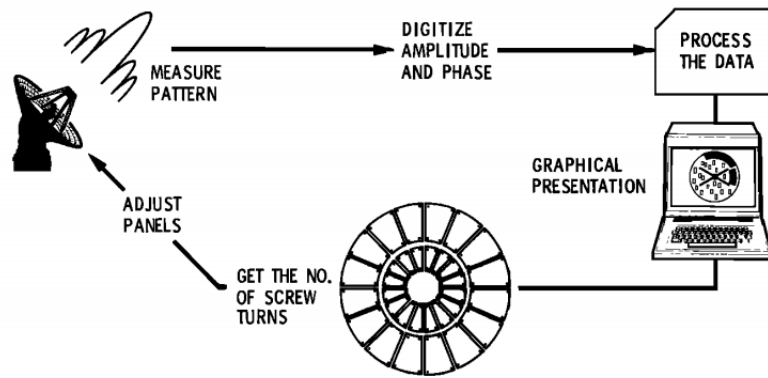 MEASURE
PATTERN
DIGITIZE
AMPLITUDE
AND PHASE
PROCESS
THE DATA
GRAPHICAL
PRESENTATION
GET THE NO.
OF SCREW
TURNS
ADJUST
PANELS